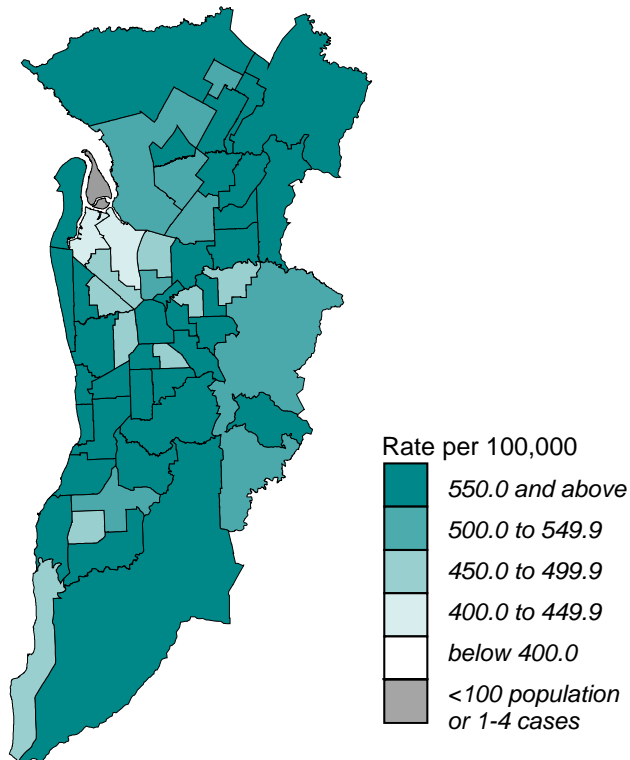 Rate per 100,000
550.0 and above
500.0 to 549.9
450.0 to 499.9
400.0 to 449.9
below 400.0
<100 population
or 1-4 cases